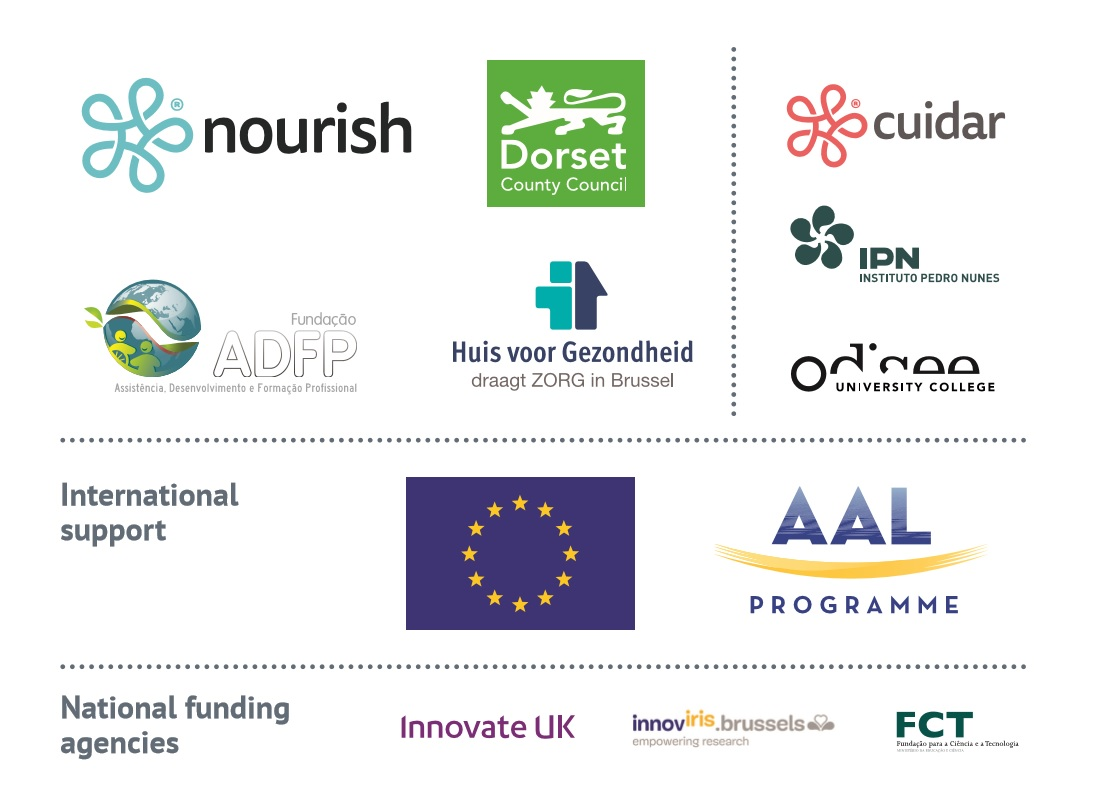 nourish®
Dorset
County Council
cuidar®
IPN
INSTITUTO PEDRO NUNES
Fundação
ADFP
Assistência, Desenvolvimento e Formação Profissional
Huis voor Gezondheid
draagt ZORG in Brussel
odisee
UNIVERSITY COLLEGE
International
support
AAL
PROGRAMME
National funding
agencies
Innovate UK
innoviris.brussels
empowering research
FCT
Fundação para a Ciência e a Tecnologia